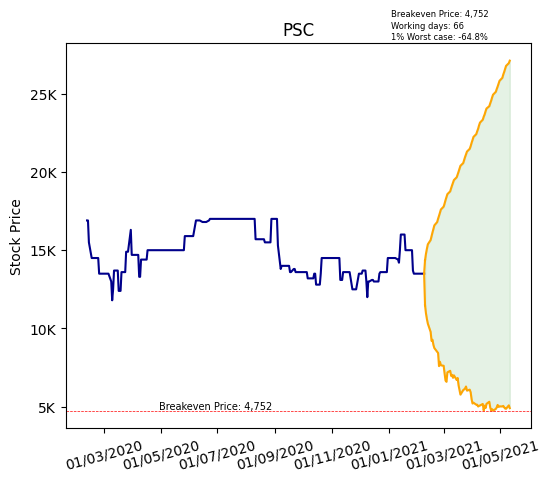 Breakeven Price: 4,752
Working days: 66
1% Worst case: -64.8%
PSC
Stock Price
25K
20K
15K
10K
5K
Breakeven Price: 4,752
01/03/2020
01/05/2020
01/07/2020
01/09/2020
01/11/2020
01/01/2021
01/03/2021
01/05/2021